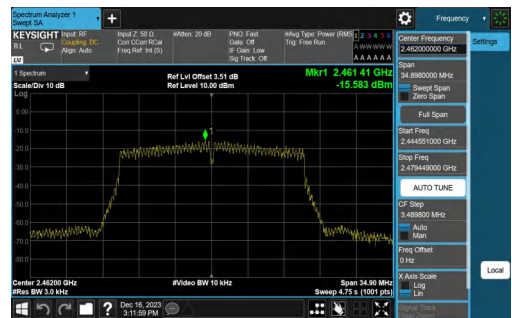 Spectrum Analyzer 1
Swept SA
Frequency
KEYSIGHT
RL
Input: RF
Coupling: DC
Align: Auto
Input Z: 50 Ω
Corr CCorr RCal
Freq Ref: Int (S)
#Atten: 20 dB
PNO: Fast
Gate: Off
IF Gain: Low
Sig Track: Off
#Avg Type: Power (RMS
Trig: Free Run
1 2 3 4 5 6
A W W W W W
A A A A A A
LV
1 Spectrum
Scale/Div 10 dB
Log
Ref Lvl Offset 3.51 dB
Ref Level 10.00 dBm
Mkr1 2.461 41 GHz
-15.583 dBm
1
0.00
-10.0
-20.0
-30.0
-40.0
-50.0
-60.0
-70.0
-80.0
Center 2.46200 GHz
#Res BW 3.0 kHz
#Video BW 10 kHz
Span 34.90 MHz
Sweep 4.75 s (1001 pts)
Dec 16, 2023
3:11:59 PM
?
Center Frequency
2.462000000 GHz
Settings
Span
34.8980000 MHz
Swept Span
Zero Span
Full Span
Start Freq
2.444551000 GHz
Stop Freq
2.479449000 GHz
AUTO TUNE
CF Step
3.489800 MHz
Auto
Man
Freq Offset
0 Hz
X Axis Scale
Log
Lin
Local
Signal Track